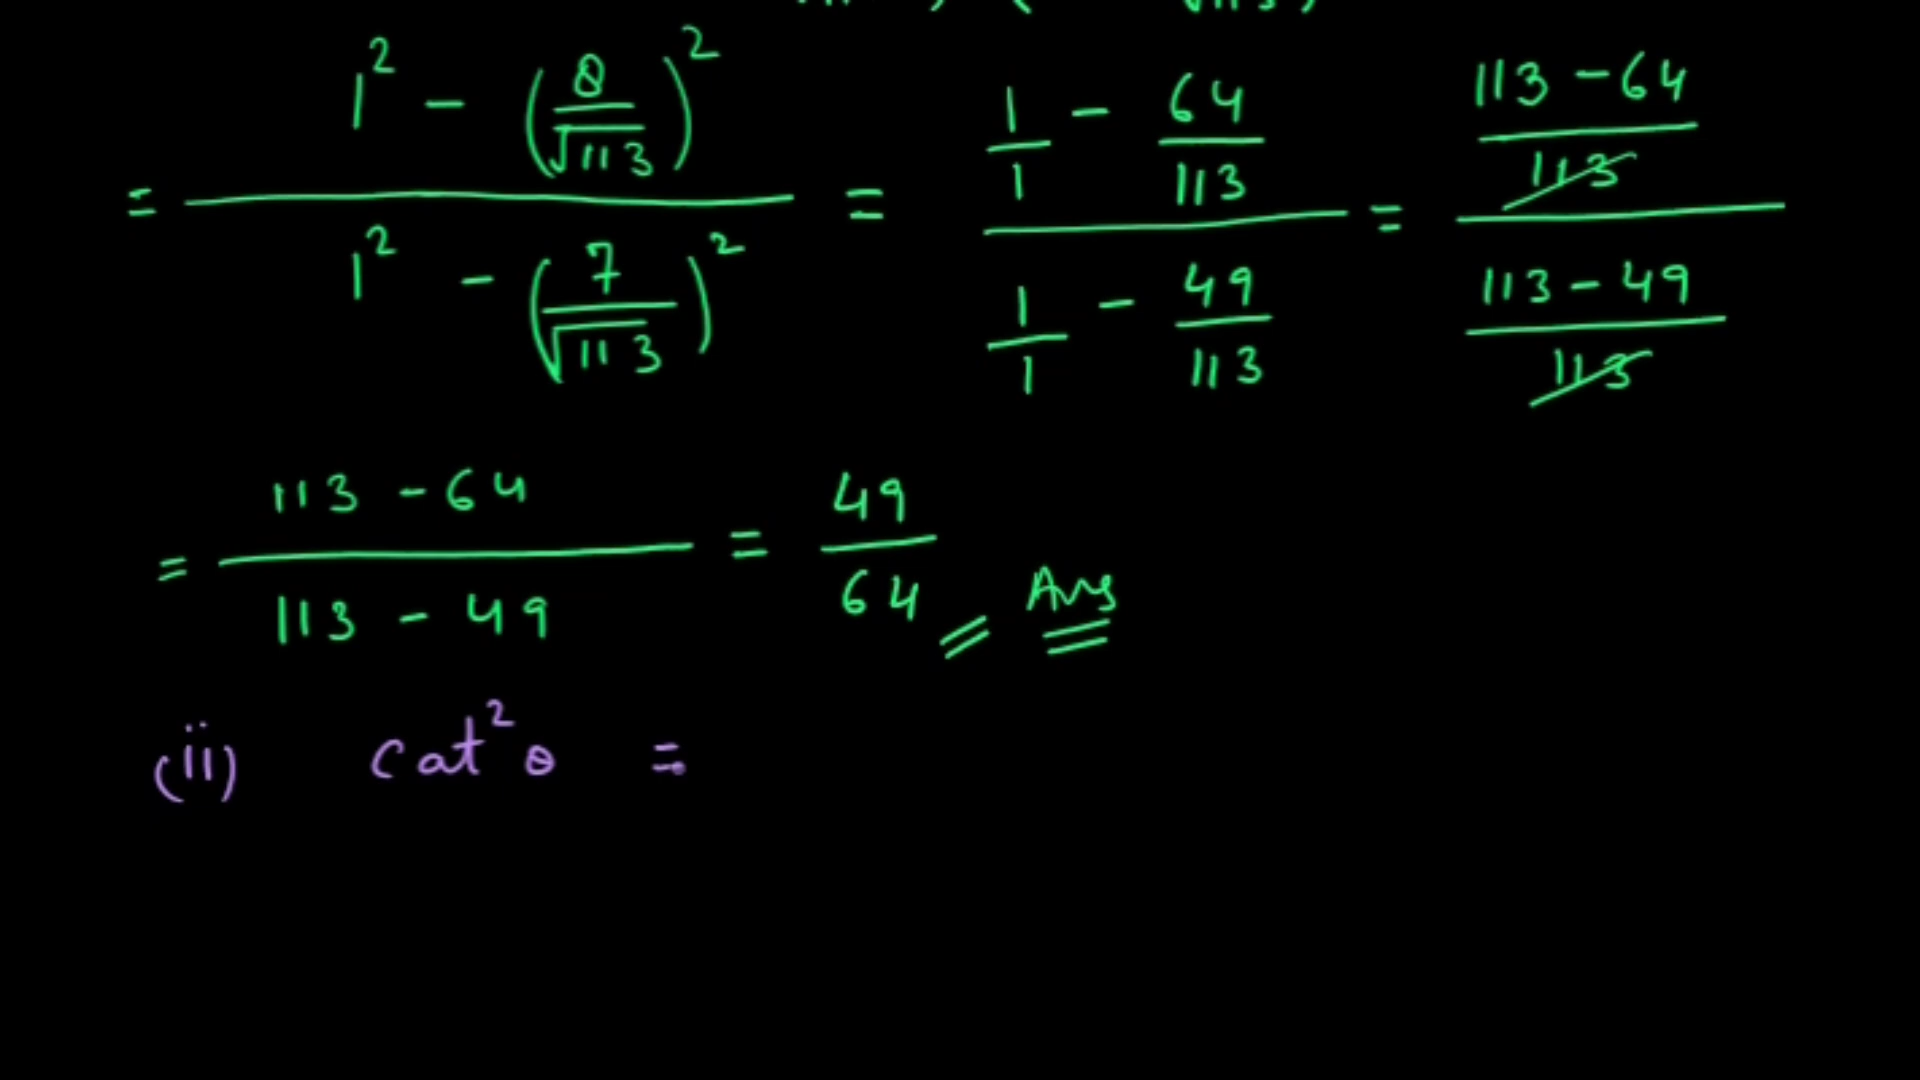 = (1² - (8/√113)²) / (1² - (7/√113)²) = (1/1 - 64/113) / (1/1 - 49/113) = ((113 - 64)/113) / ((113 - 49)/113)
= (113 - 64) / (113 - 49) = 49/64 Ans
(ii) cat²θ =